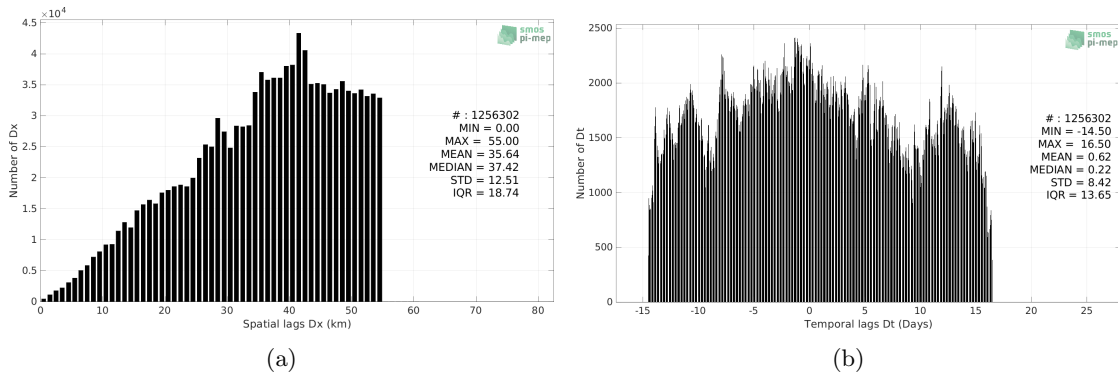 ×10⁴
4.5
4
3.5
3
2.5
2
1.5
1
0.5
0
Number of Dx
smos
pi-mep
# : 1256302
MIN = 0.00
MAX = 55.00
MEAN = 35.64
MEDIAN = 37.42
STD = 12.51
IQR = 18.74
0 10 20 30 40 50 60 70 80
Spatial lags Dx (km)
(a)
2500
2000
1500
1000
500
0
Number of Dt
smos
pi-mep
# : 1256302
MIN = -14.50
MAX = 16.50
MEAN = 0.62
MEDIAN = 0.22
STD = 8.42
IQR = 13.65
-15 -10 -5 0 5 10 15 20 25
Temporal lags Dt (Days)
(b)